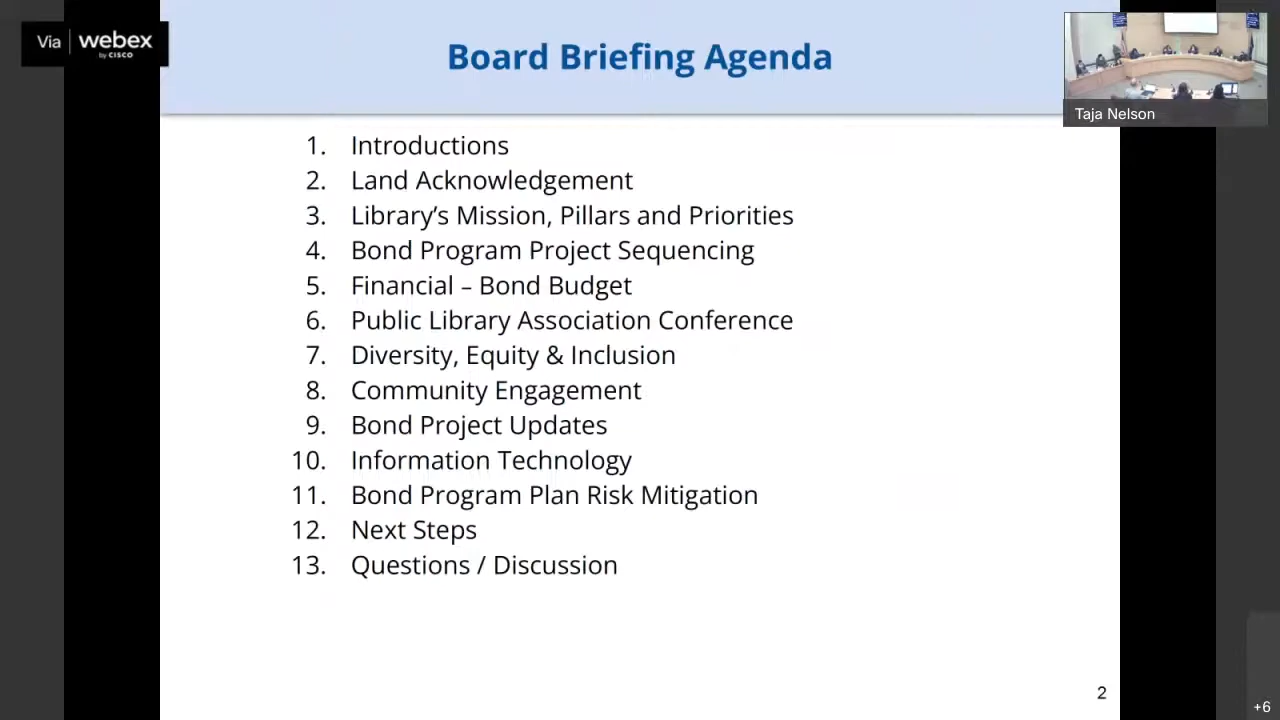 Via webex
by CISCO
Board Briefing Agenda
Taja Nelson
1. Introductions
2. Land Acknowledgement
3. Library’s Mission, Pillars and Priorities
4. Bond Program Project Sequencing
5. Financial – Bond Budget
6. Public Library Association Conference
7. Diversity, Equity & Inclusion
8. Community Engagement
9. Bond Project Updates
10. Information Technology
11. Bond Program Plan Risk Mitigation
12. Next Steps
13. Questions / Discussion
2
+6